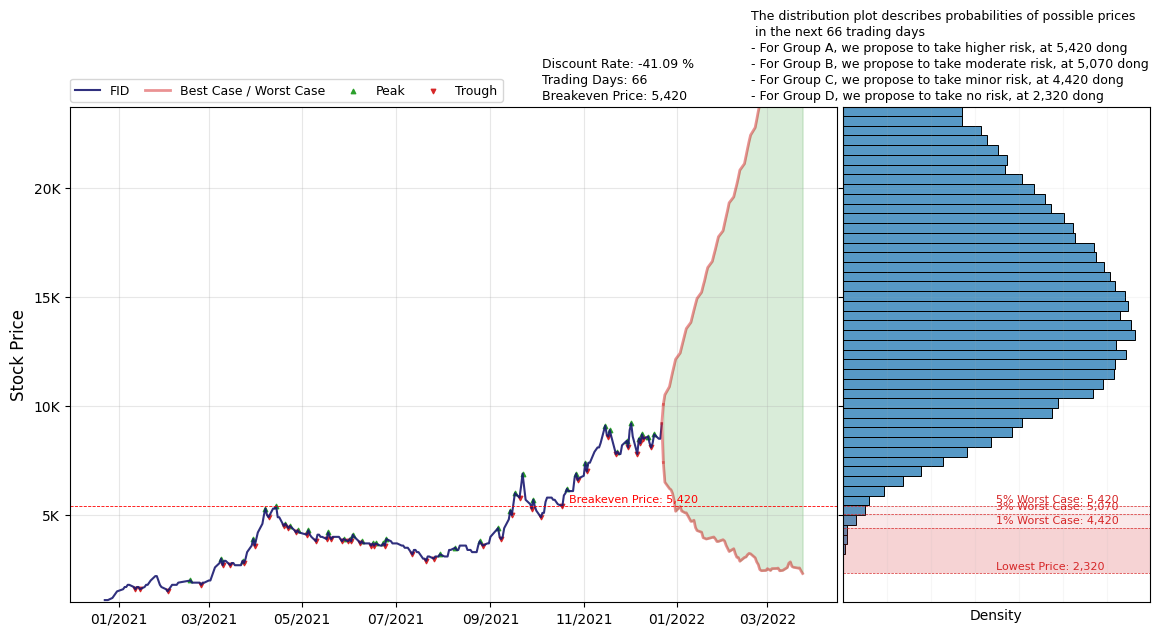 The distribution plot describes probabilities of possible prices
in the next 66 trading days
- For Group A, we propose to take higher risk, at 5,420 dong
- For Group B, we propose to take moderate risk, at 5,070 dong
- For Group C, we propose to take minor risk, at 4,420 dong
- For Group D, we propose to take no risk, at 2,320 dong
Discount Rate: -41.09 %
Trading Days: 66
Breakeven Price: 5,420
FID
Best Case / Worst Case
Peak
Trough
Stock Price
20K
15K
10K
5K
Breakeven Price: 5,420
5% Worst Case: 5,420
3% Worst Case: 5,070
1% Worst Case: 4,420
Lowest Price: 2,320
01/2021
03/2021
05/2021
07/2021
09/2021
11/2021
01/2022
03/2022
Density